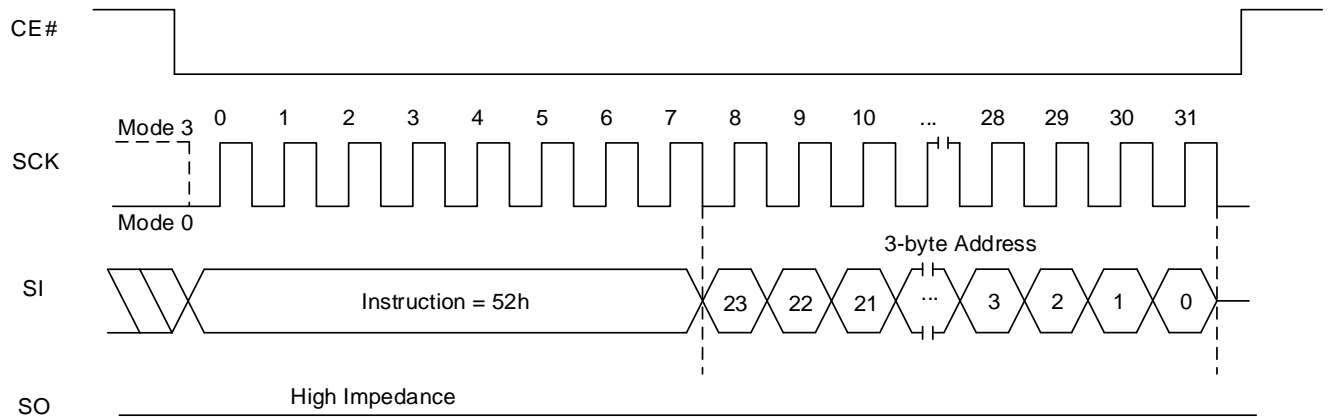 CE#
Mode 3
0 1 2 3 4 5 6 7 8 9 10 ... 28 29 30 31
SCK
Mode 0
3-byte Address
SI
Instruction = 52h
23 22 21 ... 3 2 1 0
High Impedance
SO